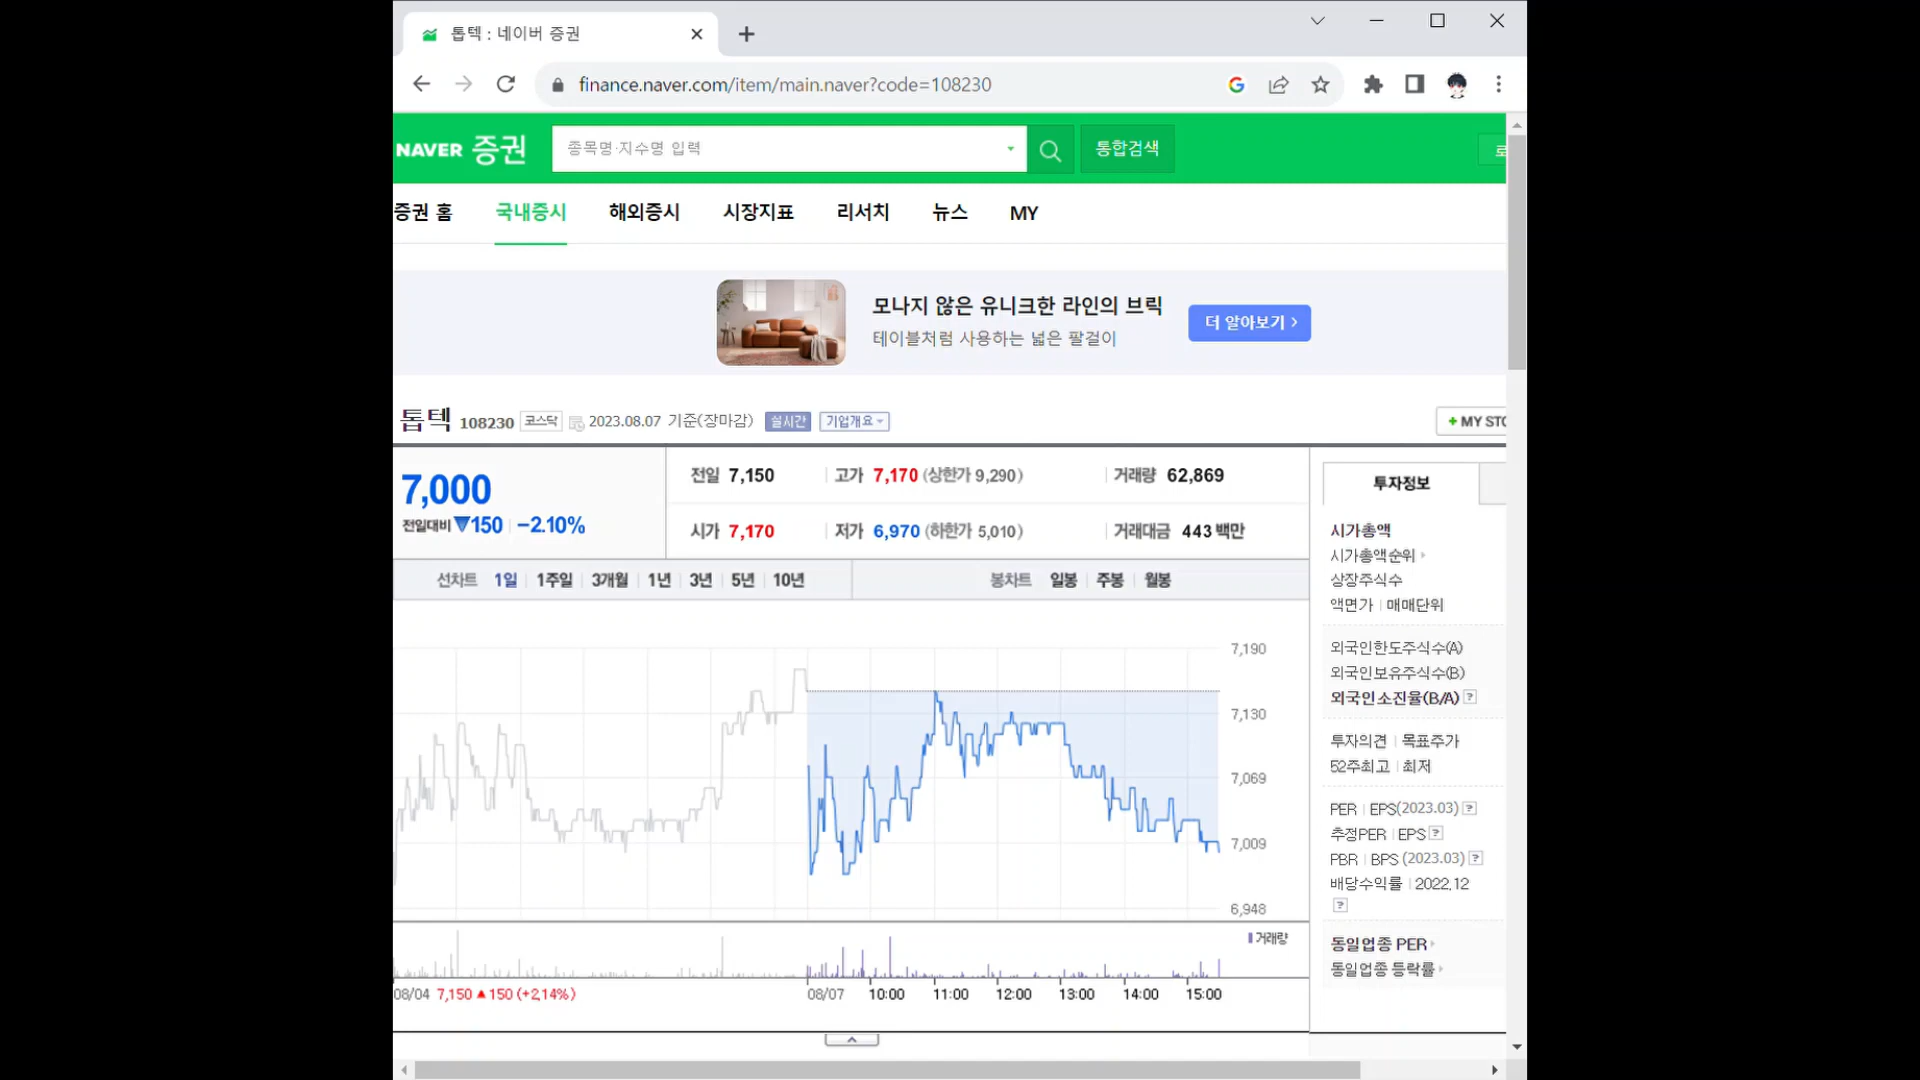 톱텍 : 네이버 증권
finance.naver.com/item/main.naver?code=108230
NAVER 증권
종목명·지수명 입력
통합검색
로
증권 홈 국내증시 해외증시 시장지표 리서치 뉴스 MY
모나지 않은 유니크한 라인의 브릭
테이블처럼 사용하는 넓은 팔걸이
더 알아보기 >
톱텍 108230 코스닥 2023.08.07 기준(장마감) 실시간 기업개요
+ MY STO
7,000
전일대비 ▼150 | -2.10%
전일 7,150 | 고가 7,170 (상한가 9,290) | 거래량 62,869
시가 7,170 | 저가 6,970 (하한가 5,010) | 거래대금 443 백만
선차트 1일 1주일 3개월 1년 3년 5년 10년
봉차트 일봉 주봉 월봉
7,190
7,130
7,069
7,009
6,948
거래량
08/04 7,150 ▲150 (+2,14%)
08/07 10:00 11:00 12:00 13:00 14:00 15:00
투자정보
시가총액
시가총액순위
상장주식수
액면가 | 매매단위
외국인한도주식수(A)
외국인보유주식수(B)
외국인소진율(B/A) ?
투자의견 | 목표주가
52주최고 | 최저
PER | EPS(2023.03) ?
추정PER | EPS ?
PBR | BPS (2023.03) ?
배당수익률 | 2022.12
?
동일업종 PER
동일업종 등락률